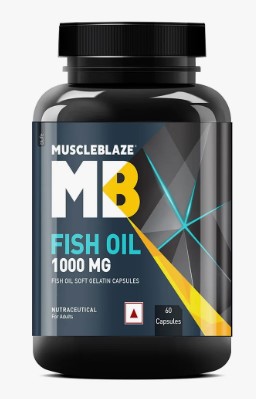 MUSCLEBLAZE
MB
FISH OIL
1000 MG
FISH OIL SOFT GELATIN CAPSULES
NUTRACEUTICAL
For Adults
60
Capsules